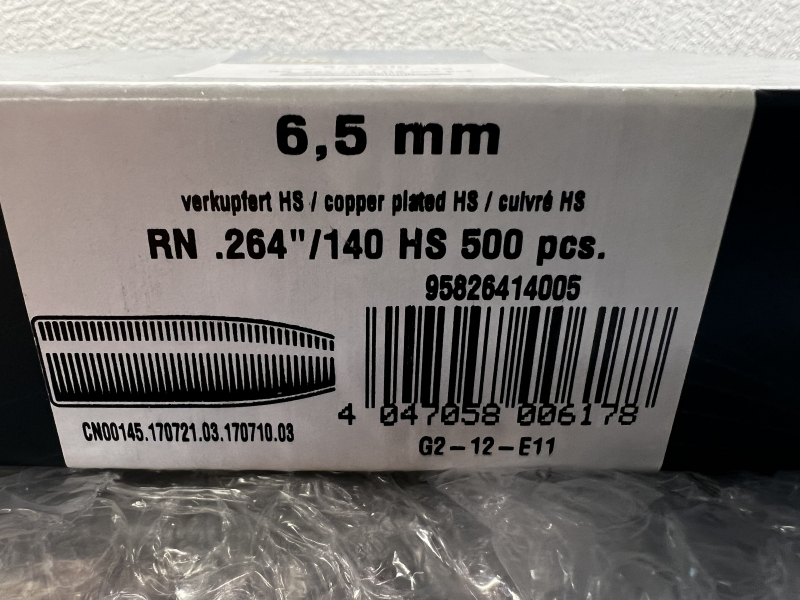 6,5 mm
verkupfert HS / copper plated HS / cuivré HS
RN .264"/140 HS 500 pcs.
95826414005
4 047058 006178
CN00145.170721.03.170710.03
G2-12-E11